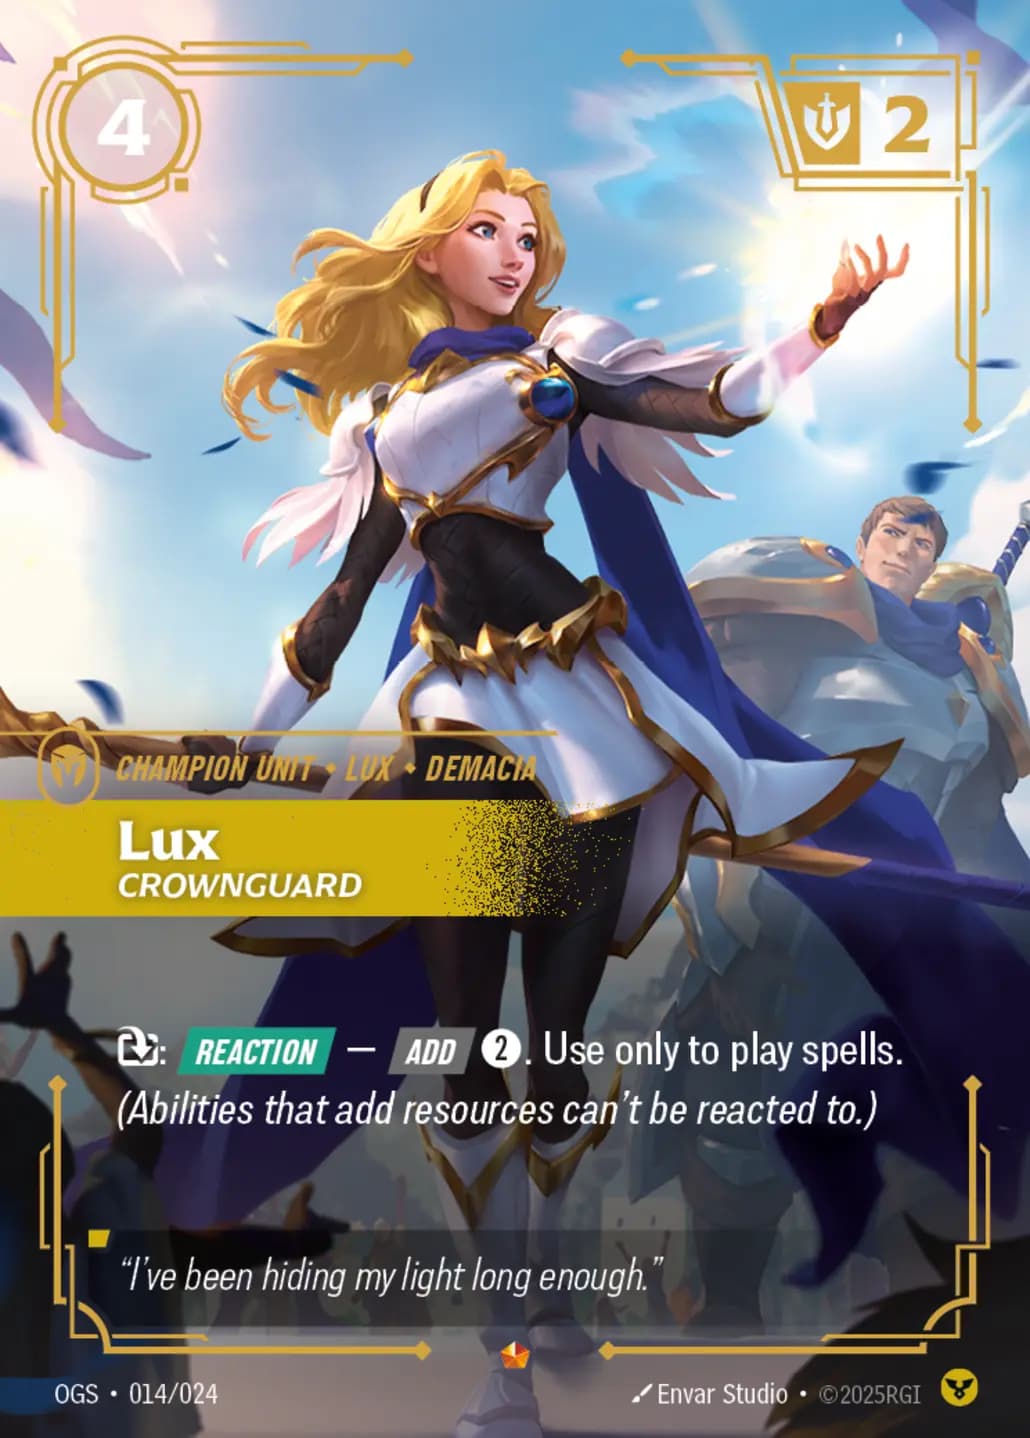 4
2
CHAMPION UNIT • LUX • DEMACIA
Lux
CROWNGUARD
: REACTION — ADD 2. Use only to play spells.
(Abilities that add resources can't be reacted to.)
“I've been hiding my light long enough.”
OGS • 014/024
Envar Studio • ©2025RGI